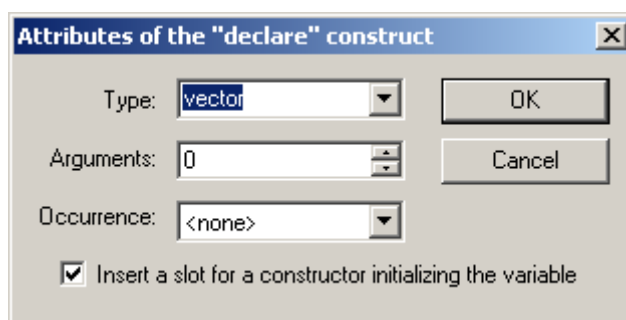 Attributes of the "declare" construct
Type: vector OK
Arguments: 0 Cancel
Occurrence: <none>
Insert a slot for a constructor initializing the variable